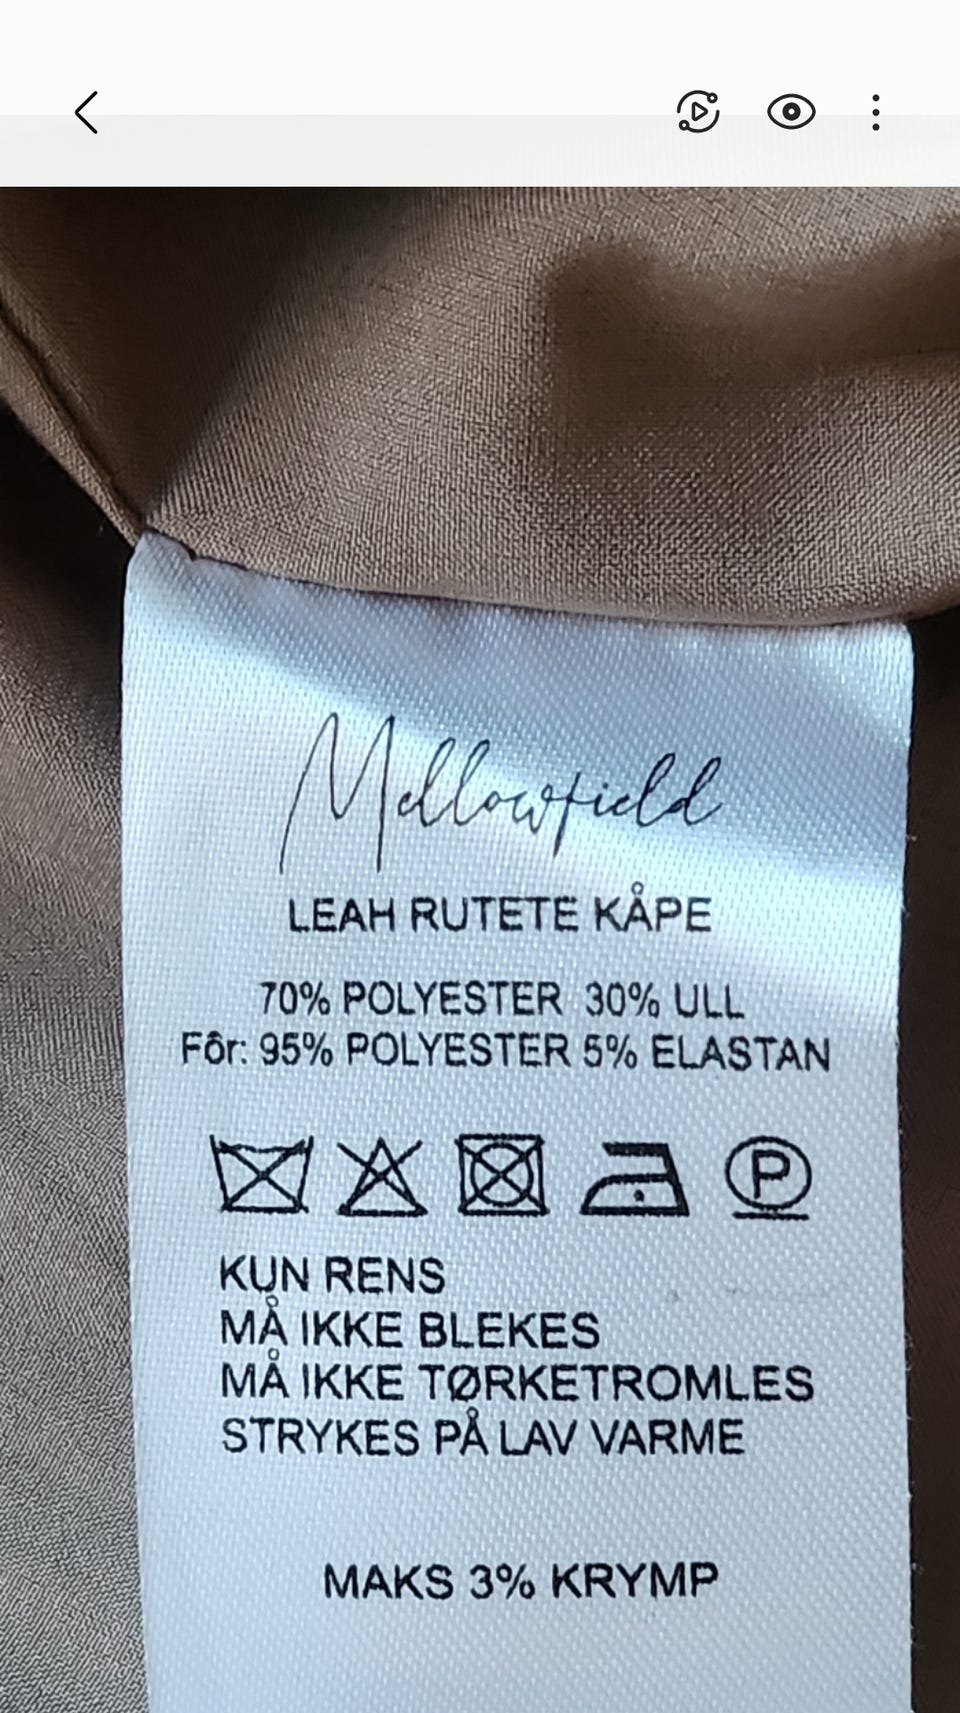 Mellowfield
LEAH RUTETE KÅPE
70% POLYESTER 30% ULL
Fôr: 95% POLYESTER 5% ELASTAN
P
KUN RENS
MÅ IKKE BLEKES
MÅ IKKE TØRKETROMLES
STRYKES PÅ LAV VARME
MAKS 3% KRYMP